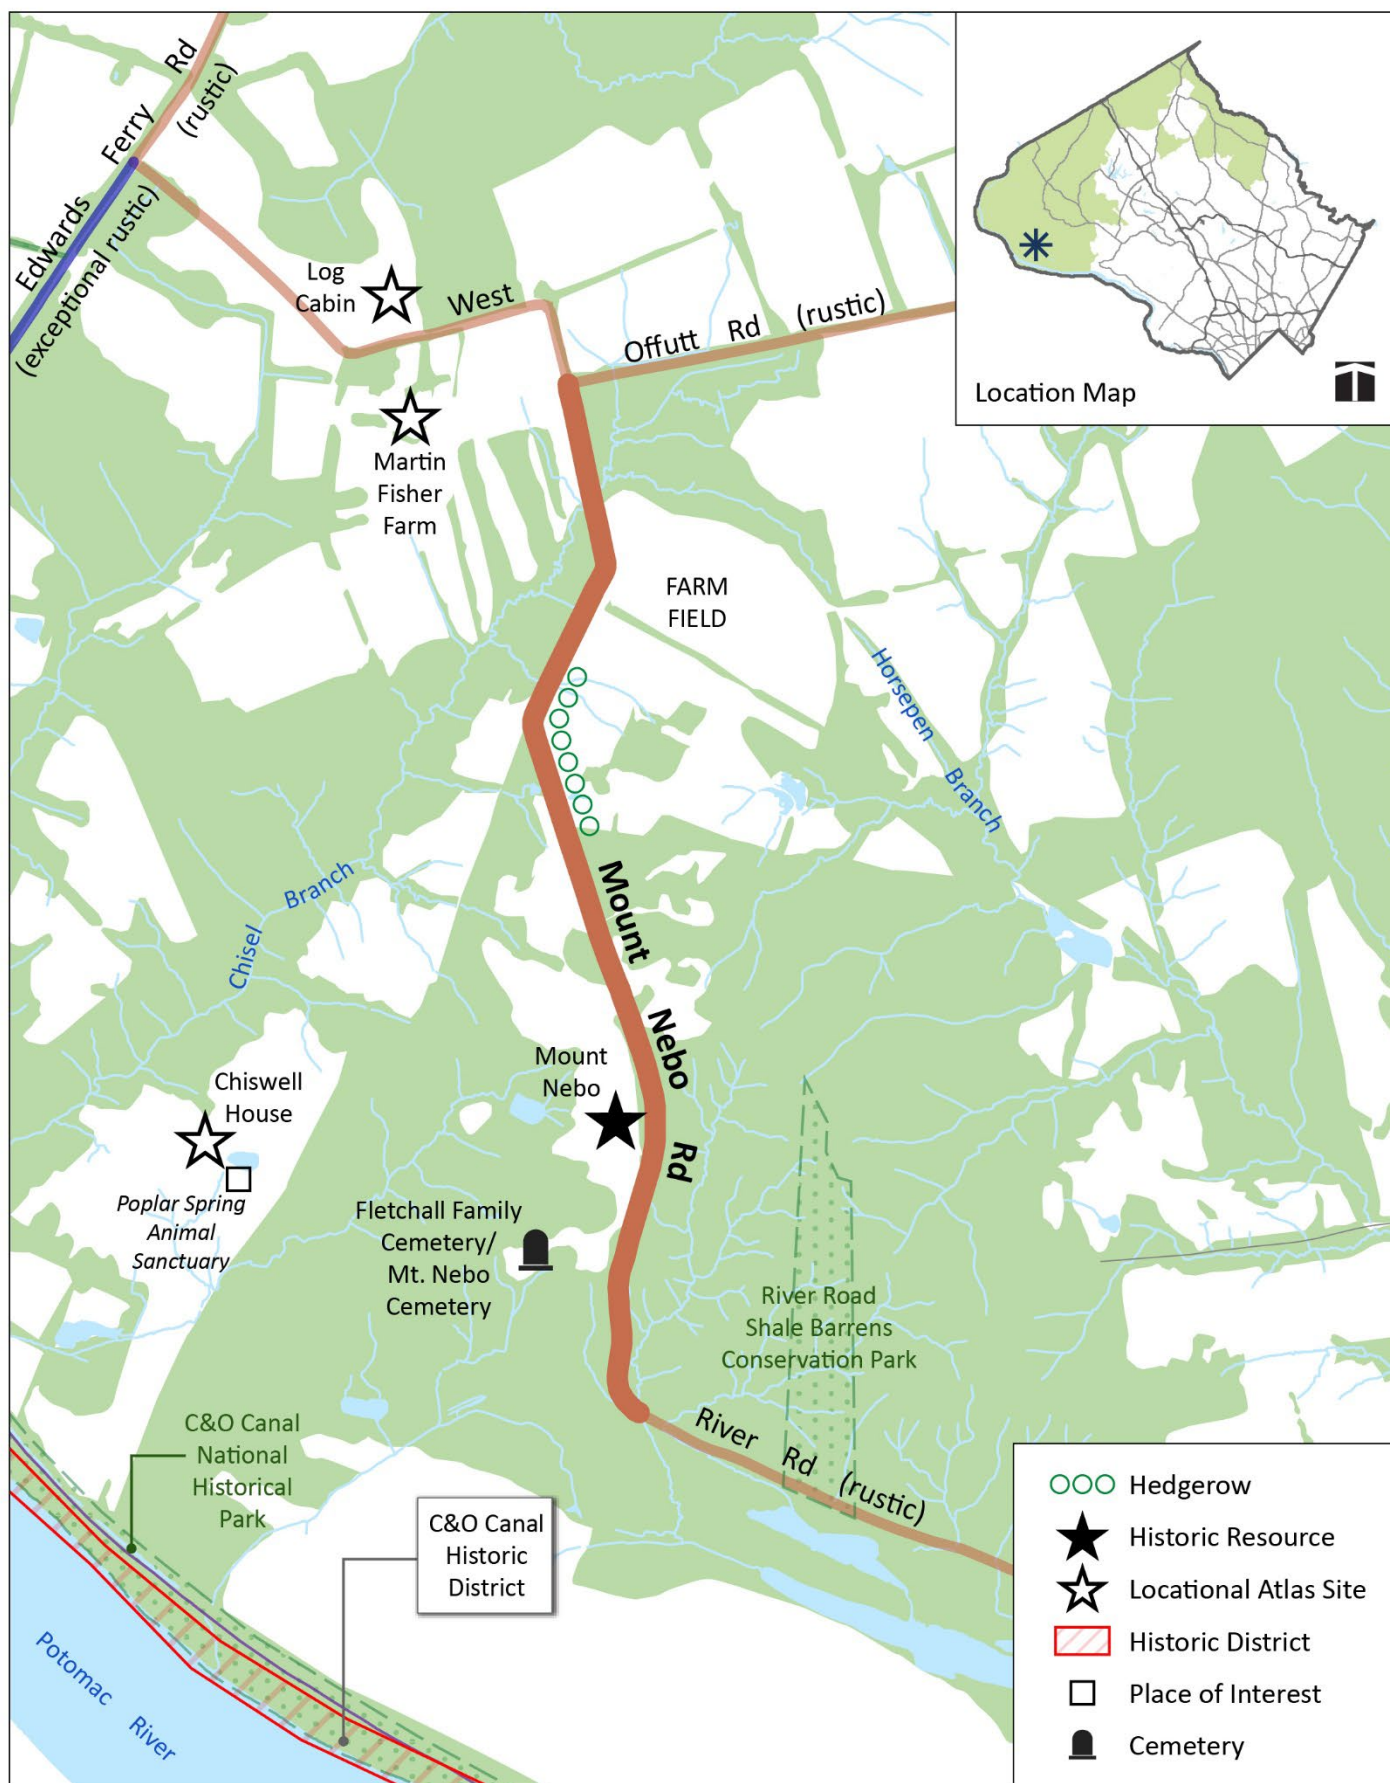 Edwards Ferry Rd
(rustic)
(exceptional rustic)
Log
Cabin
West Offutt Rd (rustic)
Location Map
Martin
Fisher
Farm
FARM
FIELD
Horsepen Branch
Chisel Branch
Mount Nebo Rd
Mount
Nebo
Chiswell
House
Poplar Spring
Animal
Sanctuary
Fletchall Family
Cemetery/
Mt. Nebo
Cemetery
River Road
Shale Barrens
Conservation Park
River Rd (rustic)
C&O Canal
National
Historical
Park
C&O Canal
Historic
District
Potomac River
Hedgerow
Historic Resource
Locational Atlas Site
Historic District
Place of Interest
Cemetery